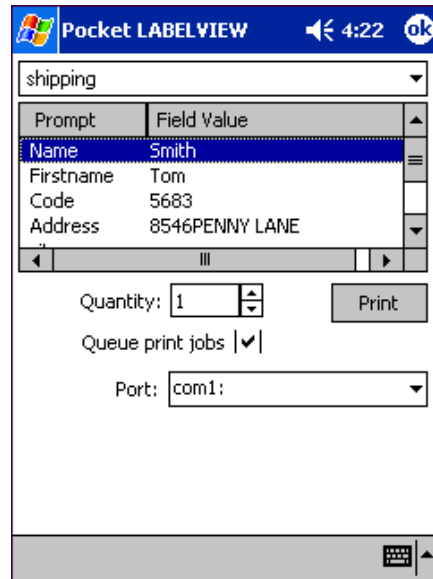 Pocket LABELVIEW 4:22 ok
shipping
Prompt Field Value
Name Smith
Firstname Tom
Code 5683
Address 8546PENNY LANE
Quantity: 1 Print
Queue print jobs
Port: com1: